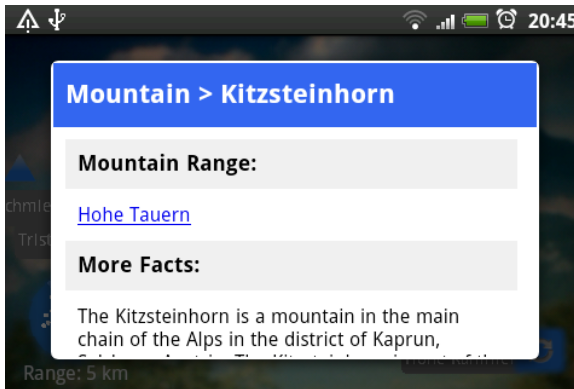 20:45
Mountain > Kitzsteinhorn
Mountain Range:
Hohe Tauern
More Facts:
The Kitzsteinhorn is a mountain in the main
chain of the Alps in the district of Kaprun,
Range: 5 km